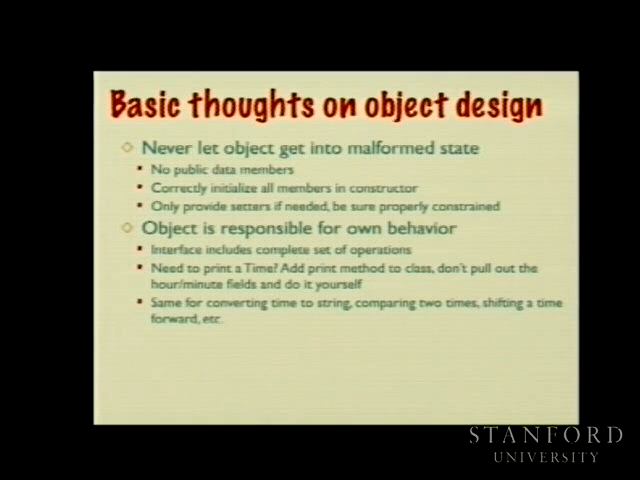 Basic thoughts on object design
Never let object get into malformed state
No public data members
Correctly initialize all members in constructor
Only provide setters if needed, be sure properly constrained
Object is responsible for own behavior
Interface includes complete set of operations
Need to print a Time? Add print method to class, don't pull out the
hour/minute fields and do it yourself
Same for converting time to string, comparing two times, shifting a time
forward, etc.
STANFORD
UNIVERSITY